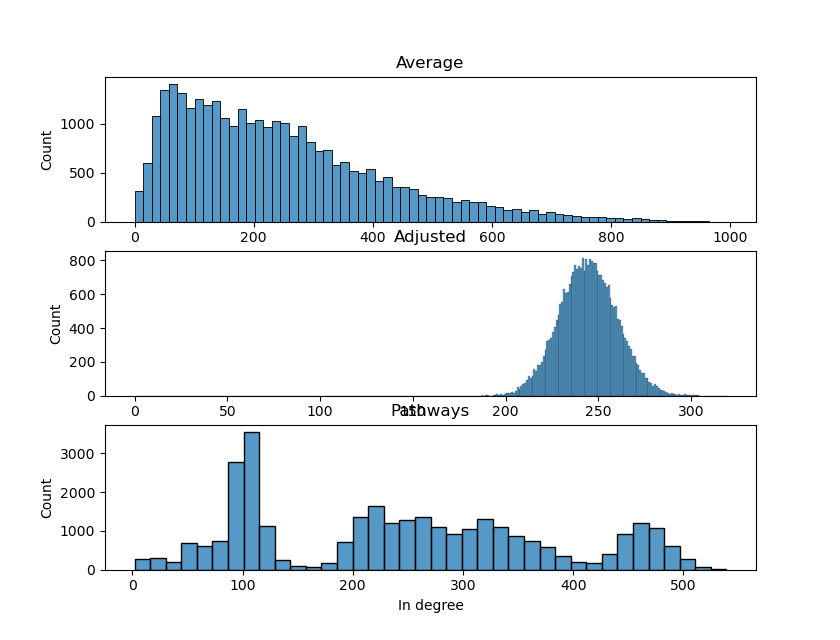 Average
Count
1000
500
0
0 200 400 600 800 1000
Adjusted
Count
800
600
400
200
0
0 50 100 150 200 250 300
Pathways
Count
3000
2000
1000
0
0 100 200 300 400 500
In degree